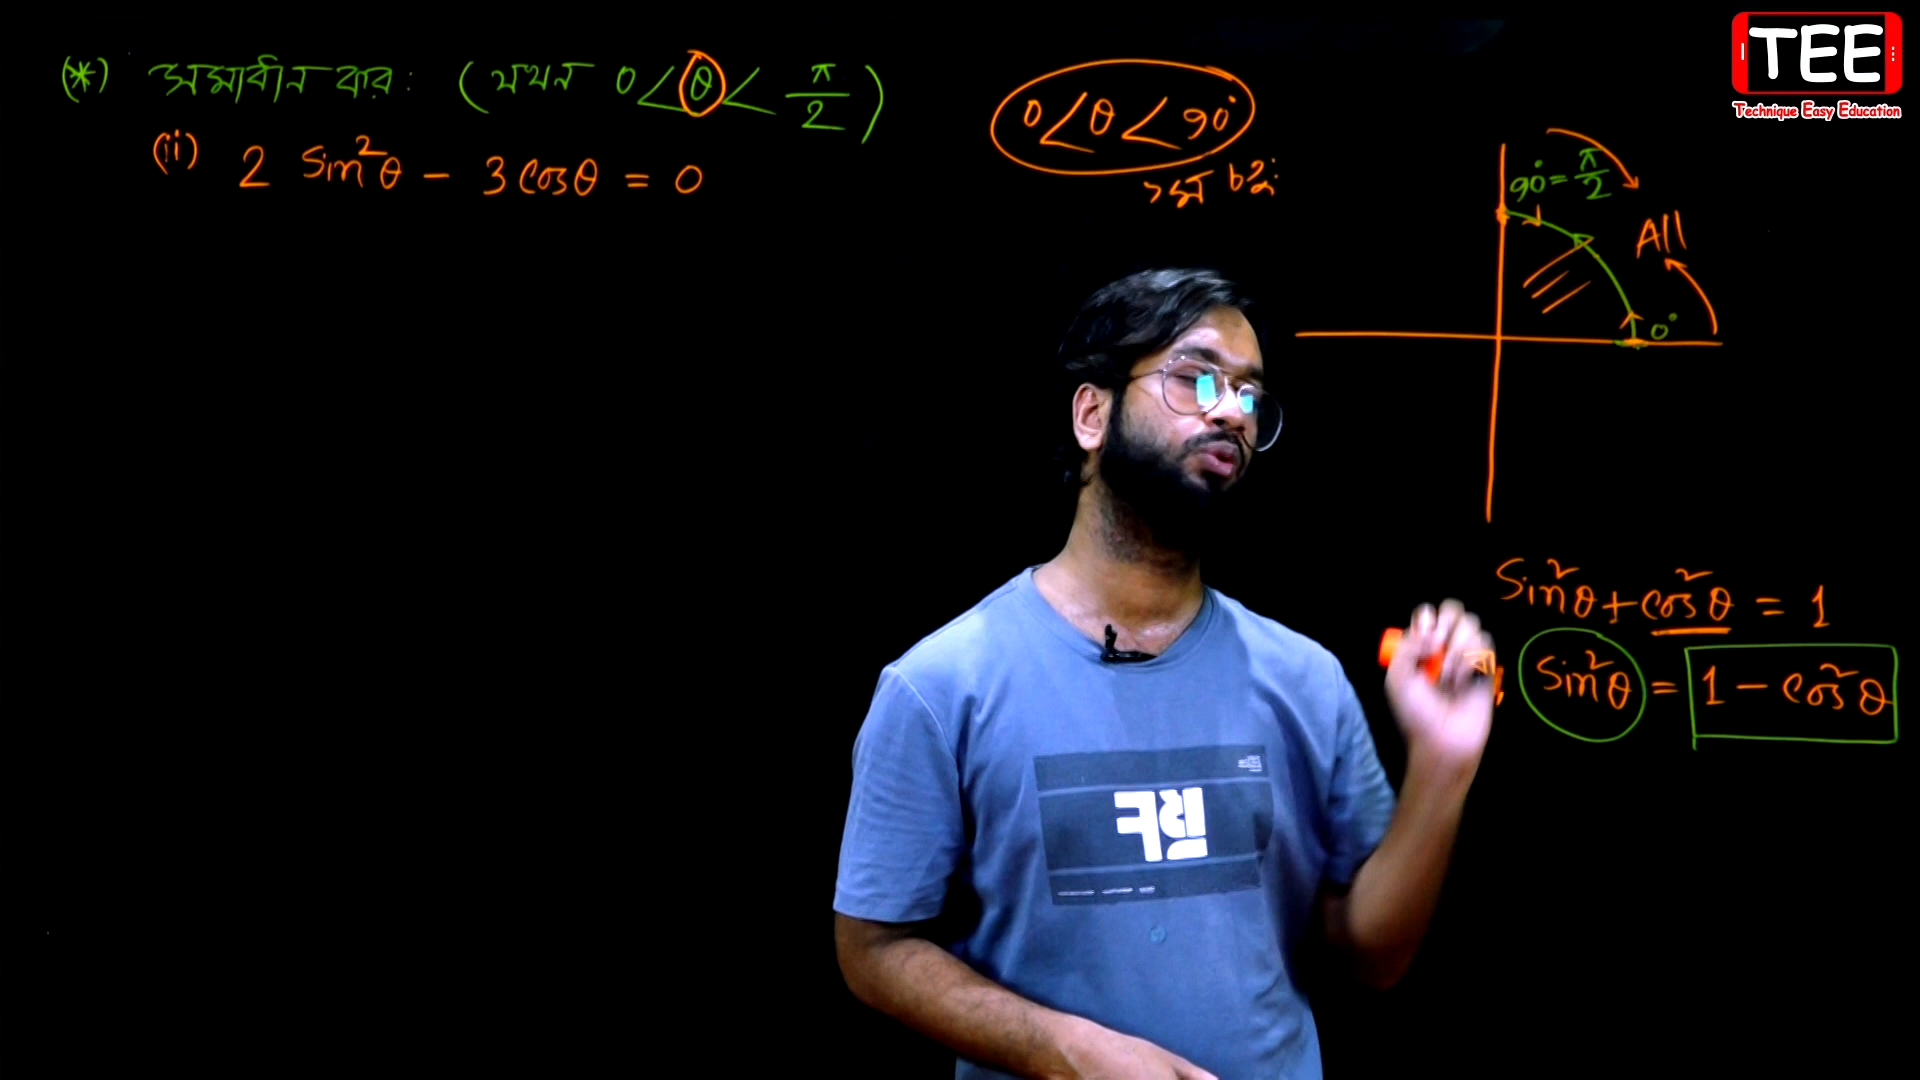 (*) সমাধান কর: (যখন 0 < θ < π/2)
(ii) 2 Sin²θ - 3 Cosθ = 0
0 < θ < 90°
১ম চতুঃ
90° = π/2
All
0°
Sin²θ + Cos²θ = 1
Sin²θ = 1 - Cos²θ
TEE
Technique Easy Education